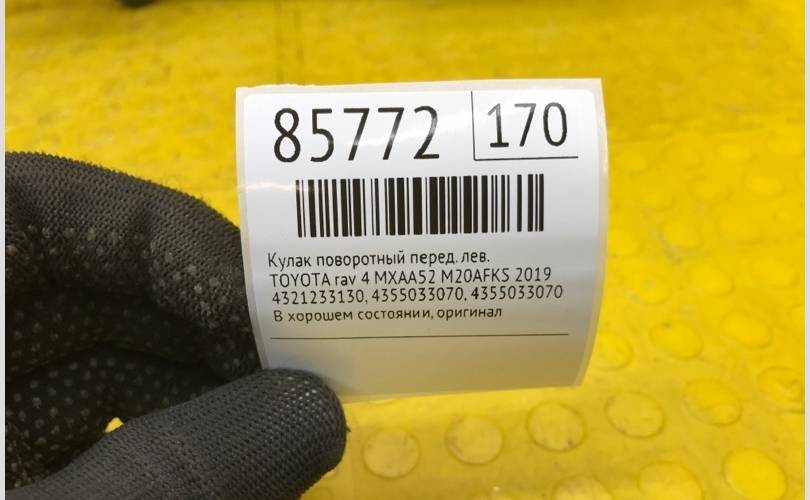 85772 170
Кулак поворотный перед. лев.
TOYOTA rav 4 MXAA52 M20AFKS 2019
4321233130, 4355033070, 4355033070
В хорошем состоянии, оригинал